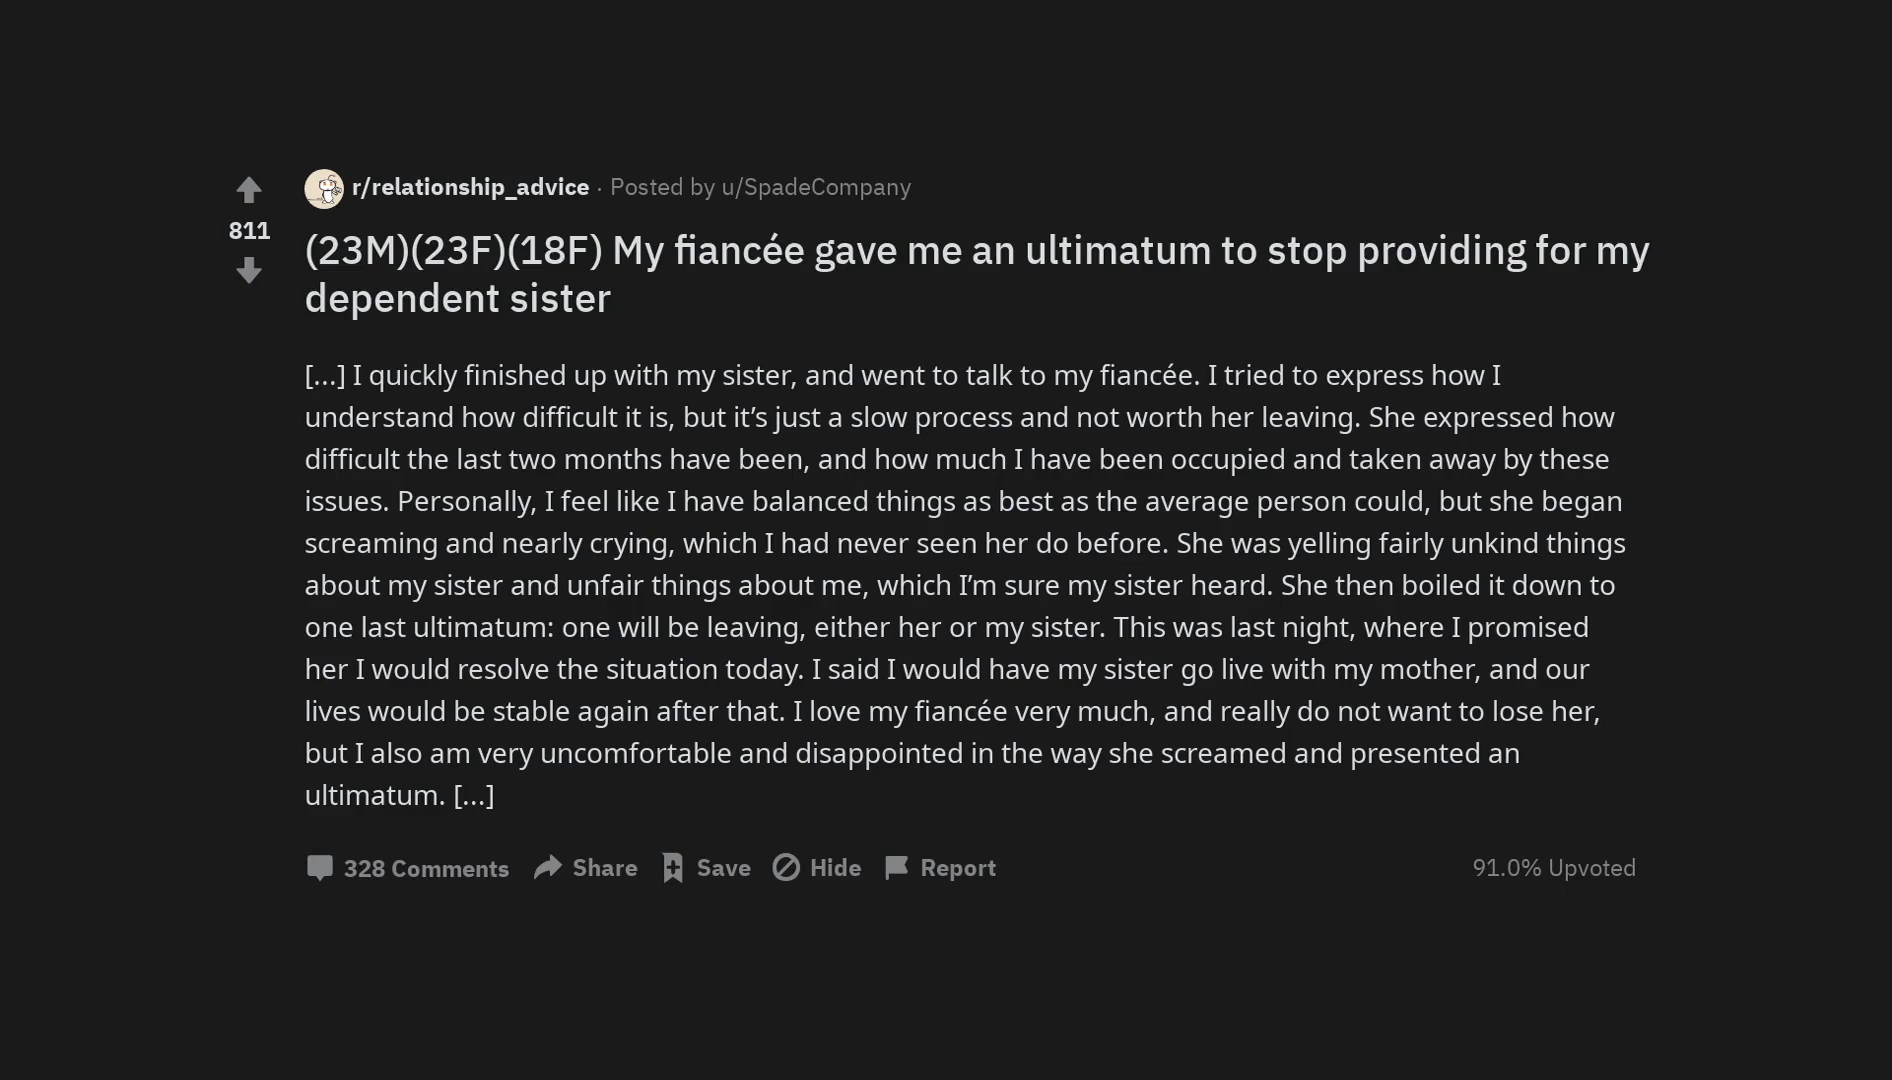 r/relationship_advice · Posted by u/SpadeCompany
811
(23M)(23F)(18F) My fiancée gave me an ultimatum to stop providing for my
dependent sister
[...] I quickly finished up with my sister, and went to talk to my fiancée. I tried to express how I
understand how difficult it is, but it’s just a slow process and not worth her leaving. She expressed how
difficult the last two months have been, and how much I have been occupied and taken away by these
issues. Personally, I feel like I have balanced things as best as the average person could, but she began
screaming and nearly crying, which I had never seen her do before. She was yelling fairly unkind things
about my sister and unfair things about me, which I’m sure my sister heard. She then boiled it down to
one last ultimatum: one will be leaving, either her or my sister. This was last night, where I promised
her I would resolve the situation today. I said I would have my sister go live with my mother, and our
lives would be stable again after that. I love my fiancée very much, and really do not want to lose her,
but I also am very uncomfortable and disappointed in the way she screamed and presented an
ultimatum. [...]
328 Comments Share Save Hide Report 91.0% Upvoted